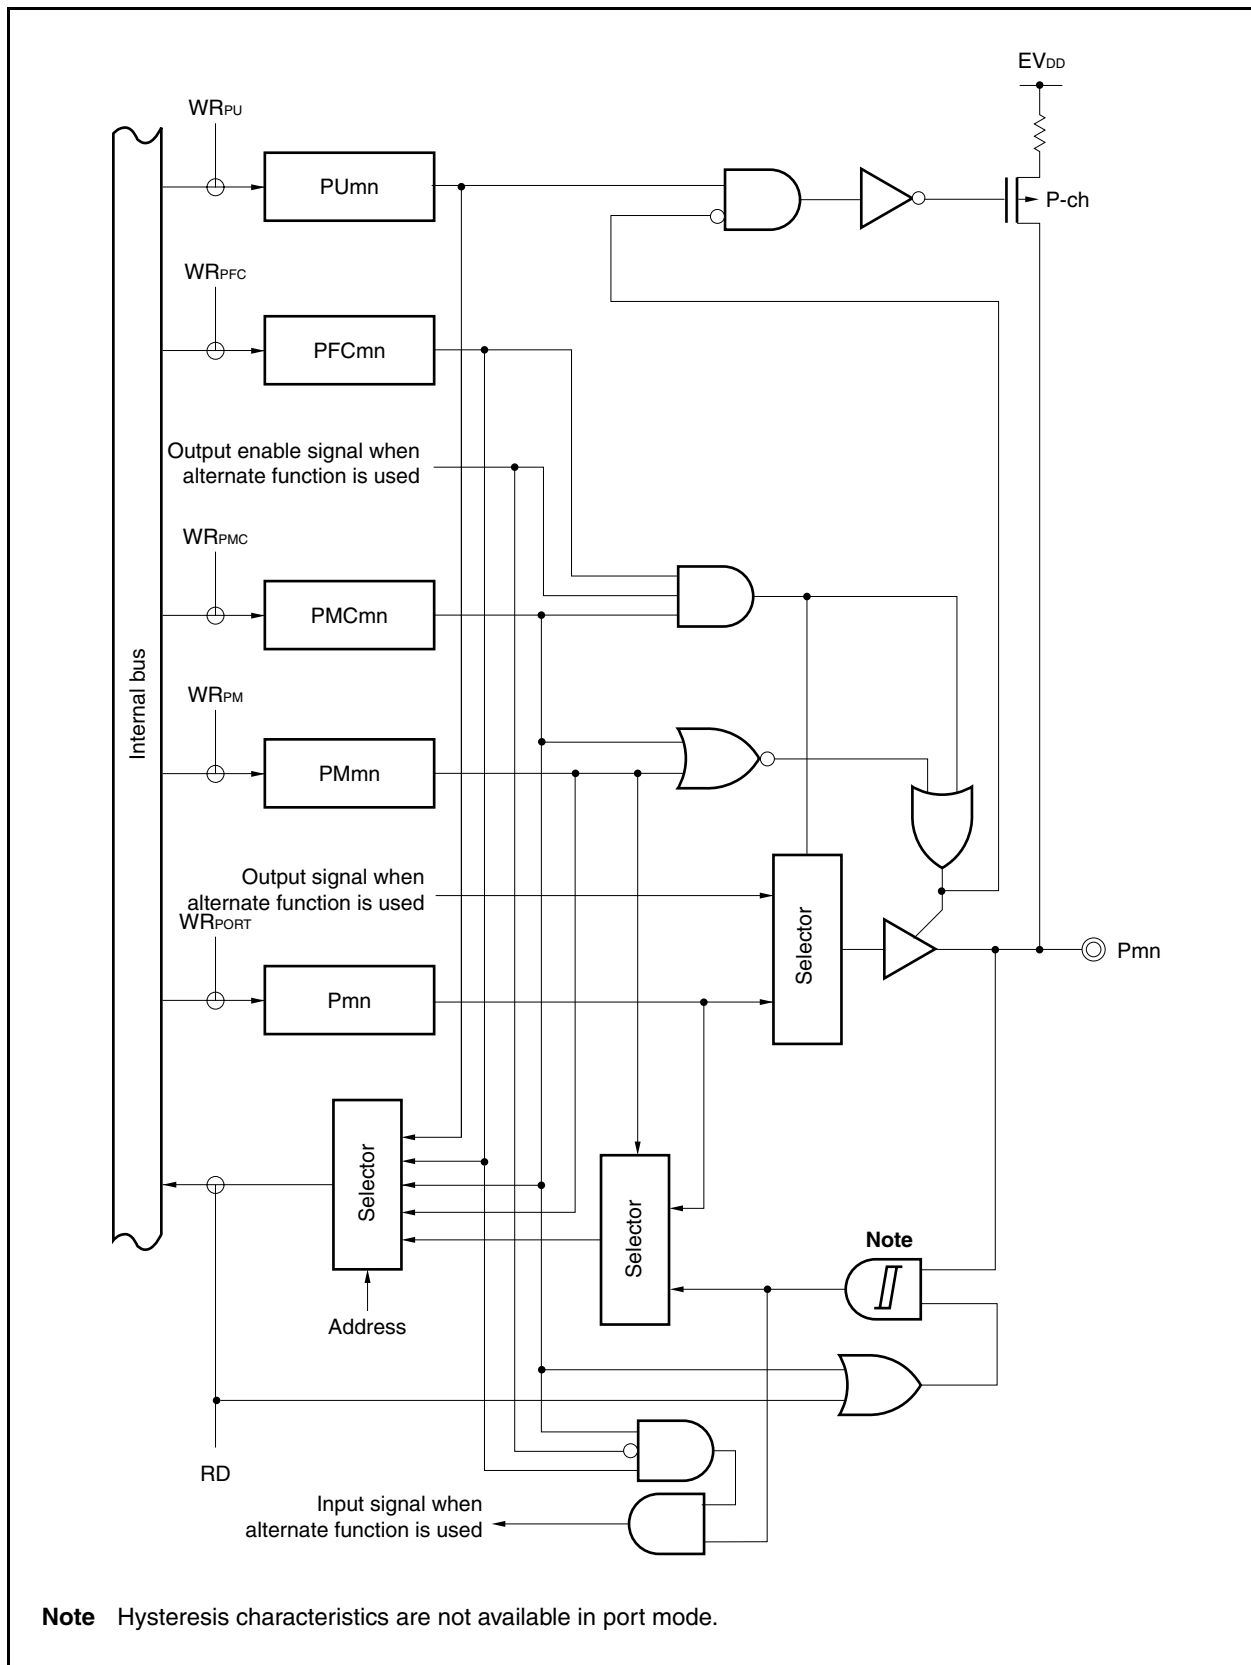 EVDD
WRPU
PUmn
P-ch
WRPFC
PFCmn
Output enable signal when
alternate function is used
WRPMC
PMCmn
Internal bus
WRPM
PMmn
Output signal when
alternate function is used
WRPORT
Selector
Pmn
Pmn
Selector
Selector
Note
Address
RD
Input signal when
alternate function is used
Note Hysteresis characteristics are not available in port mode.